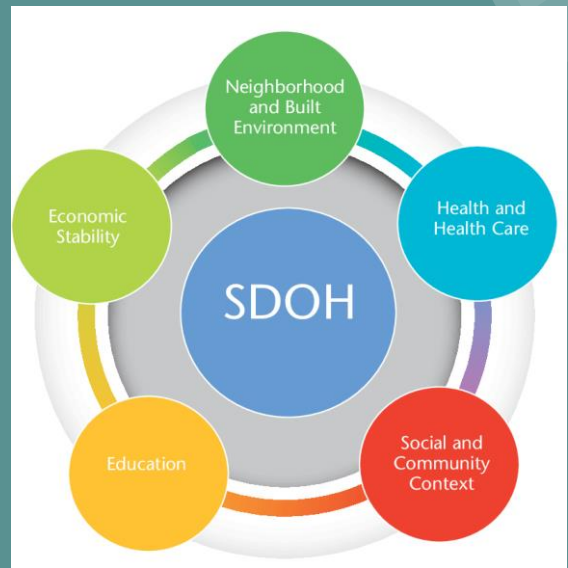 Neighborhood
and Built
Environment
Health and
Health Care
Economic
Stability
SDOH
Social and
Community
Context
Education